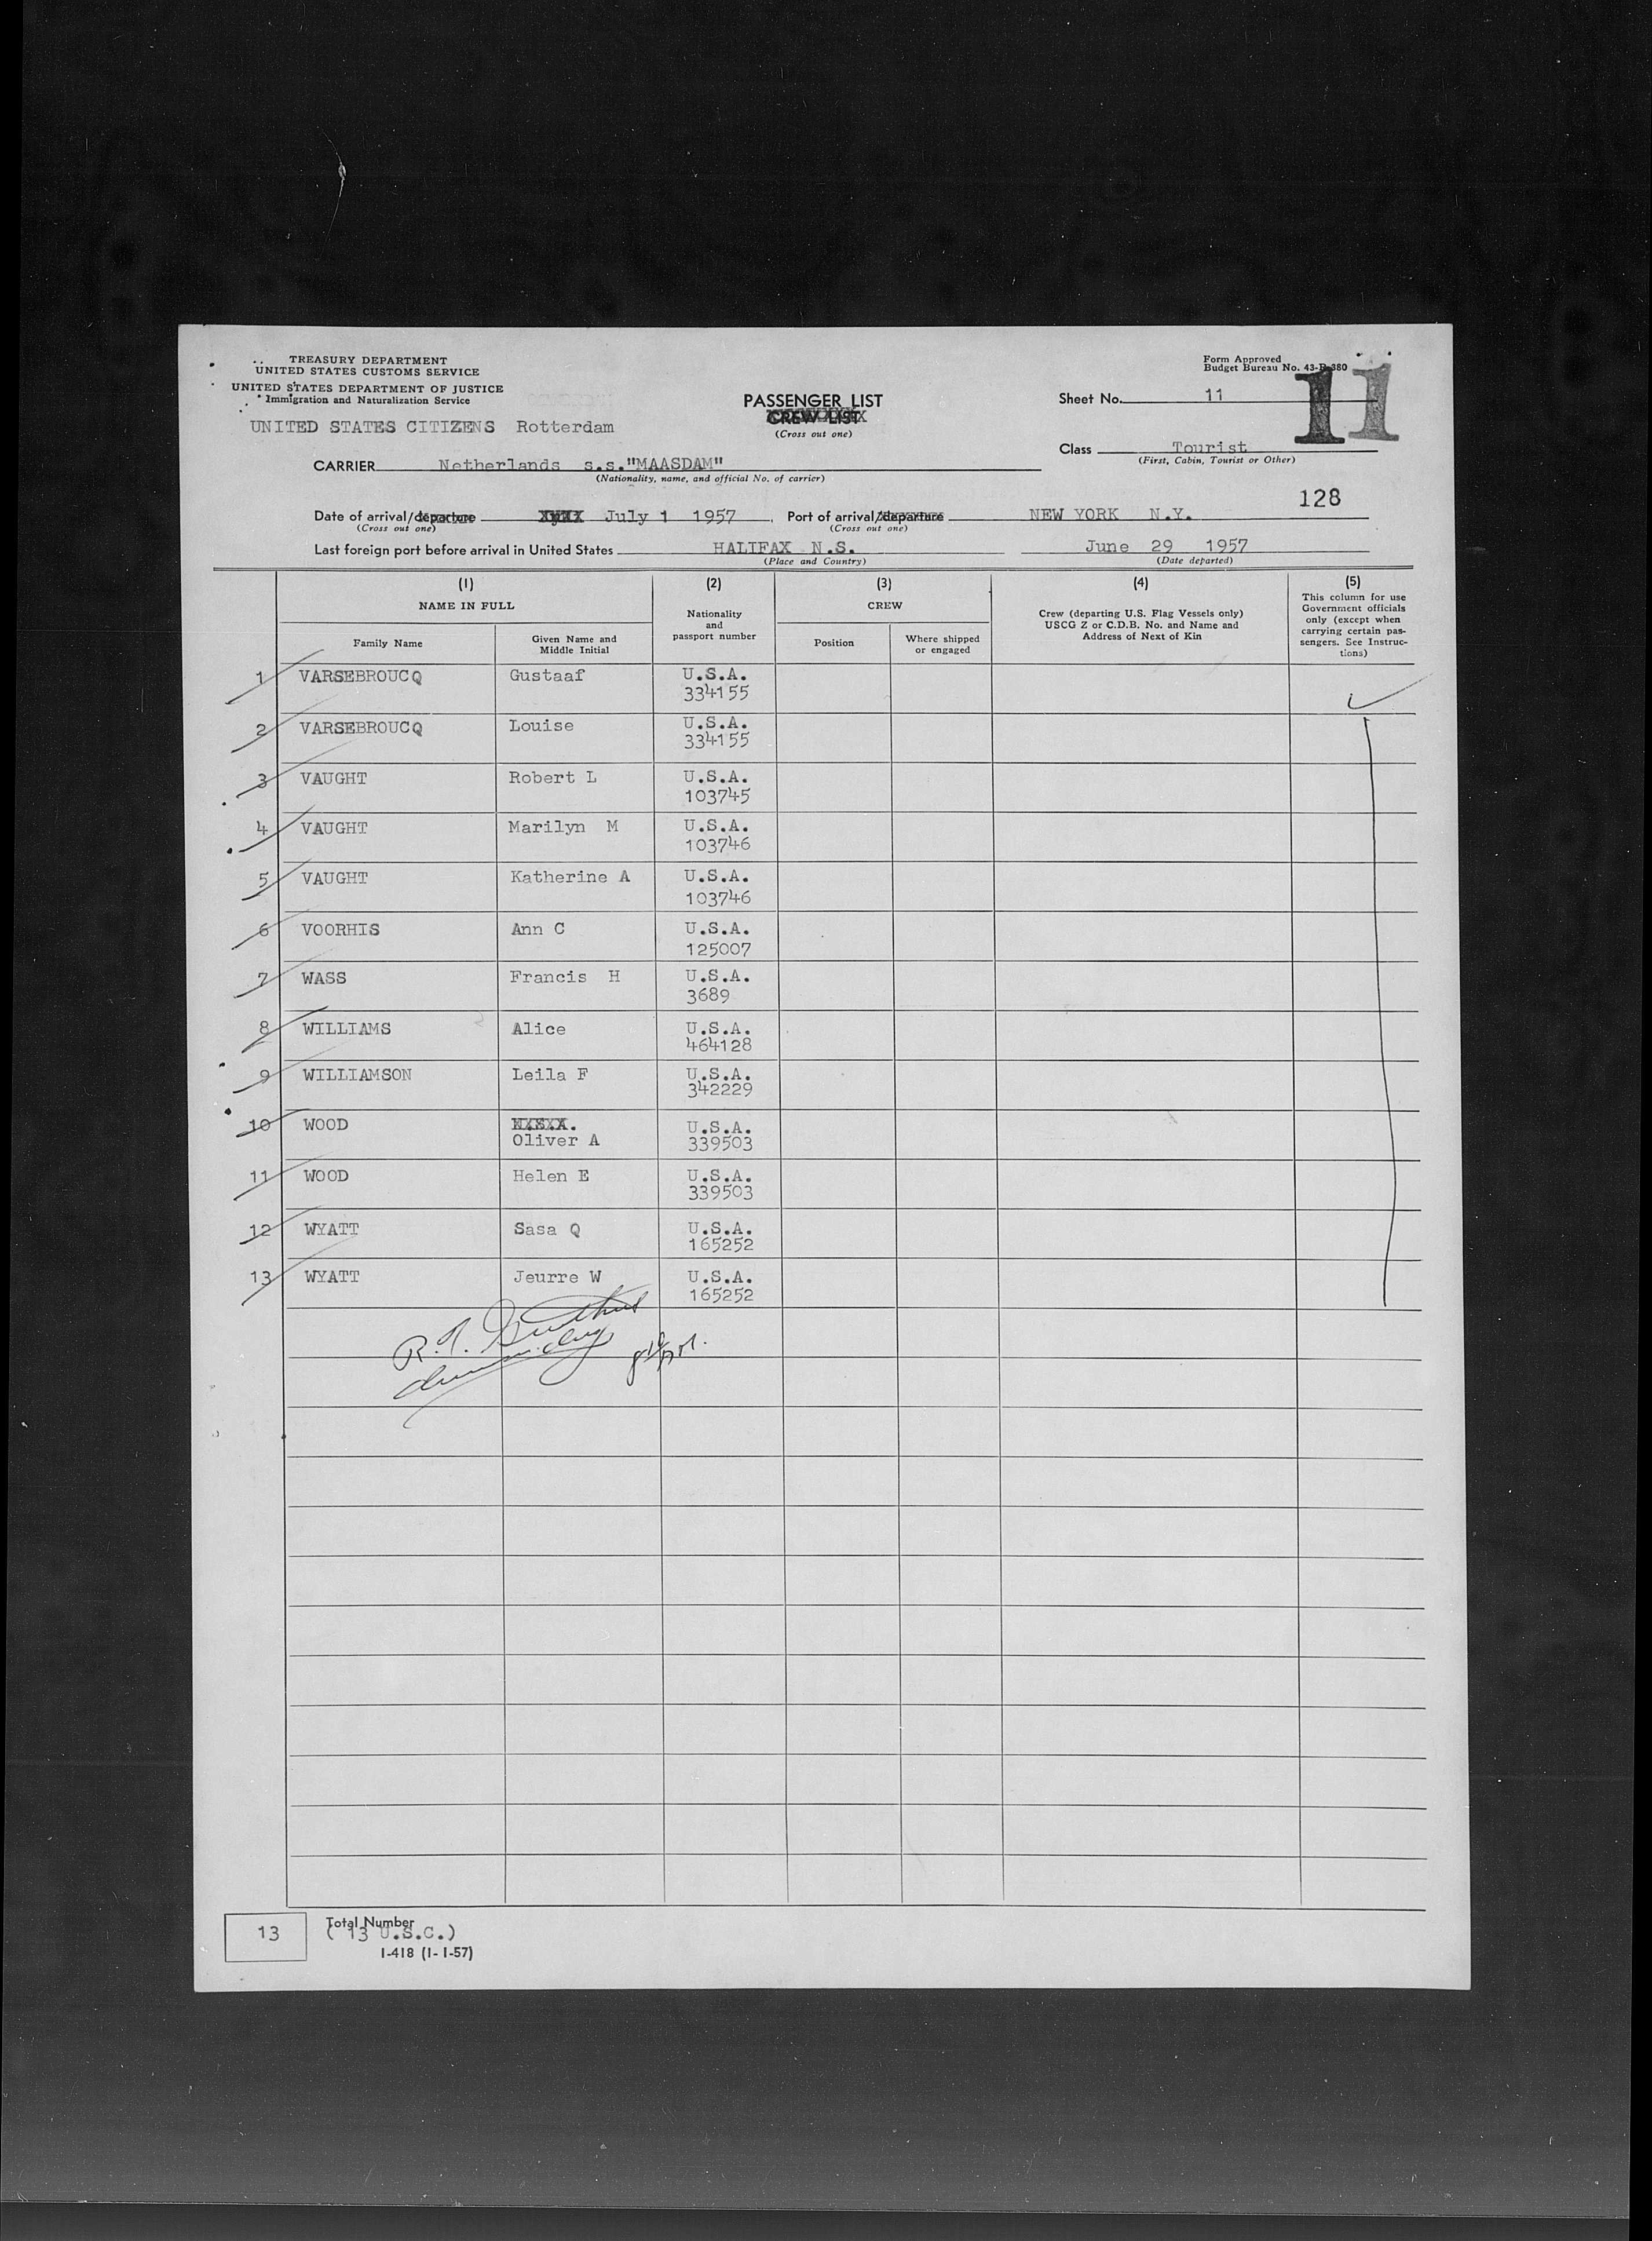 TREASURY DEPARTMENT
UNITED STATES CUSTOMS SERVICE
UNITED STATES DEPARTMENT OF JUSTICE
Immigration and Naturalization Service
UNITED STATES CITIZENS Rotterdam
PASSENGER LIST
CREW LIST
(Cross out one)
Form Approved
Budget Bureau No. 43-R-380
Sheet No. 11
11
Class Tourist
(First, Cabin, Tourist or Other)
CARRIER Netherlands s.s."MAASDAM"
(Nationality, name, and official No. of carrier)
128
Date of arrival/departure July 1 1957, Port of arrival/departure NEW YORK N.Y.
(Cross out one) (Cross out one)
Last foreign port before arrival in United States HALIFAX N.S. June 29 1957
(Place and Country) (Date departed)
(1) (2) (3) (4) (5)
NAME IN FULL
Family Name
Given Name and
Middle Initial
Nationality
and
passport number
CREW
Position
Where shipped
or engaged
Crew (departing U.S. Flag Vessels only)
USCG Z or C.D.B. No. and Name and
Address of Next of Kin
This column for use
Government officials
only (except when
carrying certain pas-
sengers. See Instruc-
tions)
1 VARSEBROUCQ Gustaaf U.S.A.
334155
2 VARSEBROUCQ Louise U.S.A.
334155
3 VAUGHT Robert L U.S.A.
103745
4 VAUGHT Marilyn M U.S.A.
103746
5 VAUGHT Katherine A U.S.A.
103746
6 VOORHIS Ann C U.S.A.
125007
7 WASS Francis H U.S.A.
3689
8 WILLIAMS Alice U.S.A.
464128
9 WILLIAMSON Leila F U.S.A.
342229
10 WOOD U.S.A.
Oliver A 339503
11 WOOD Helen E U.S.A.
339503
12 WYATT Sasa Q U.S.A.
165252
13 WYATT Jeurre W U.S.A.
165252
13
Total Number
( 13 U.S.C.)
I-418 (1-1-57)